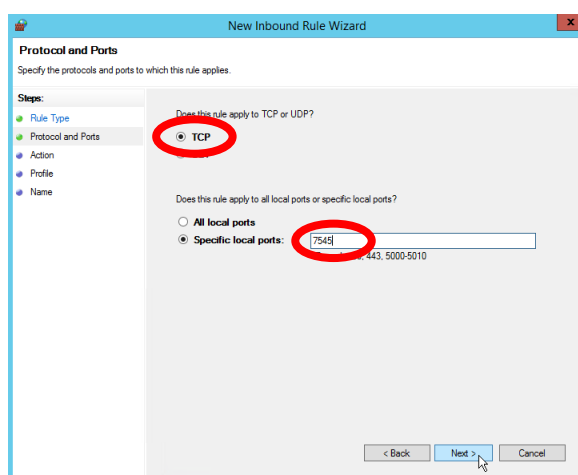 New Inbound Rule Wizard
x
Protocol and Ports
Specify the protocols and ports to which this rule applies.
Steps:
Rule Type
Protocol and Ports
Action
Profile
Name
Does this rule apply to TCP or UDP?
TCP
Does this rule apply to all local ports or specific local ports?
All local ports
Specific local ports:
7545
443, 5000-5010
< Back
Next >
Cancel